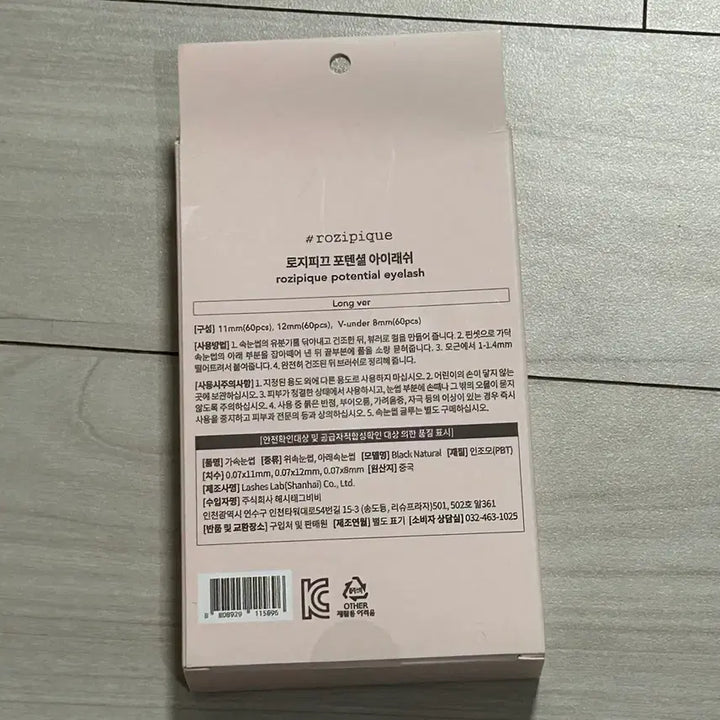 #rozipique
로지피끄 포텐셜 아이래쉬
rozipique potential eyelash
Long ver
[구성] 11mm(60pcs), 12mm(60pcs), V-under 8mm(60pcs)
[사용방법] 1. 속눈썹의 유분기를 닦아내고 건조한 뒤, 뷰러로 컬을 만들어 줍니다. 2. 핀셋으로 가닥
속눈썹의 아래 부분을 잡아떼어 낸 뒤 끝부분에 풀을 소량 묻혀줍니다. 3. 모근에서 1-1.4mm
떨어트려서 붙여줍니다. 4. 완전히 건조된 뒤 브러쉬로 정리해 줍니다.
[사용시주의사항] 1. 지정된 용도 외에 다른 용도로 사용하지 마십시오. 2. 어린이의 손이 닿지 않는
곳에 보관하십시오. 3. 피부가 청결한 상태에서 사용하시고, 눈썹 부분에 손때나 그 밖의 오물이 묻지
않도록 주의하십시오. 4. 사용 중 붉은 반점, 부어오름, 가려움증, 자극 등의 이상이 있는 경우 즉시
사용을 중지하고 피부과 전문의 등과 상의하십시오. 5. 속눈썹 글루는 별도 구매하십시오.
[안전확인대상 및 공급자적합성확인 대상 의한 품질 표시]
[품명] 가속눈썹 [종류] 위속눈썹, 아래속눈썹 [모델명] Black Natural [재질] 인조모(PBT)
[치수] 0.07x11mm, 0.07x12mm, 0.07x8mm [원산지] 중국
[제조사명] Lashes Lab(Shanhai) Co., Ltd.
[수입자명] 주식회사 해시태그비비
인천광역시 연수구 인천타워대로54번길 15-3 (송도동, 리슈프라자)501, 502호 일361
[반품 및 교환장소] 구입처 및 판매원 [제조연월] 별도 표기 [소비자 상담실] 032-463-1025
8 808929 115896
OTHER
재활용 어려움